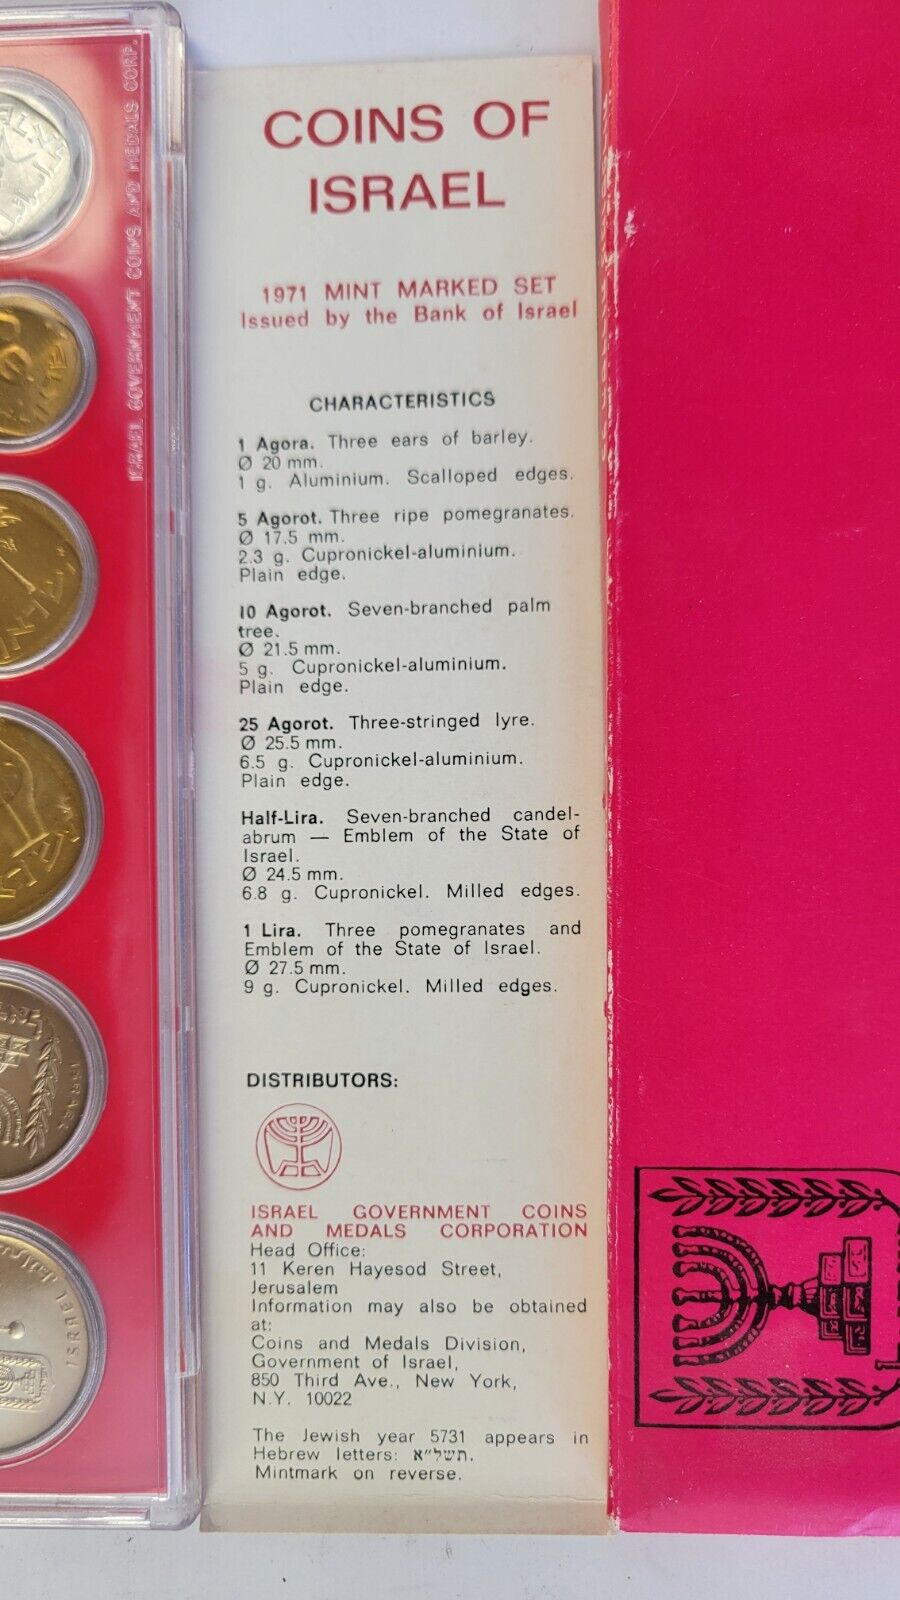 COINS OF
ISRAEL
1971 MINT MARKED SET
Issued by the Bank of Israel
CHARACTERISTICS
1 Agora. Three ears of barley.
Ø 20 mm.
1 g. Aluminium. Scalloped edges.
5 Agorot. Three ripe pomegranates.
Ø 17.5 mm.
2.3 g. Cupronickel-aluminium.
Plain edge.
10 Agorot. Seven-branched palm
tree.
Ø 21.5 mm.
5 g. Cupronickel-aluminium.
Plain edge.
25 Agorot. Three-stringed lyre.
Ø 25.5 mm.
6.5 g. Cupronickel-aluminium.
Plain edge.
Half-Lira. Seven-branched candel-
abrum — Emblem of the State of
Israel.
Ø 24.5 mm.
6.8 g. Cupronickel. Milled edges.
1 Lira. Three pomegranates and
Emblem of the State of Israel.
Ø 27.5 mm.
9 g. Cupronickel. Milled edges.
DISTRIBUTORS:
ISRAEL GOVERNMENT COINS
AND MEDALS CORPORATION
Head Office:
11 Keren Hayesod Street,
Jerusalem
Information may also be obtained
at:
Coins and Medals Division,
Government of Israel,
850 Third Ave., New York,
N.Y. 10022
The Jewish year 5731 appears in
Hebrew letters: תשל״א.
Mintmark on reverse.
ISRAEL GOVERNMENT COINS AND MEDALS CORP.
ISRAEL
ISRAEL